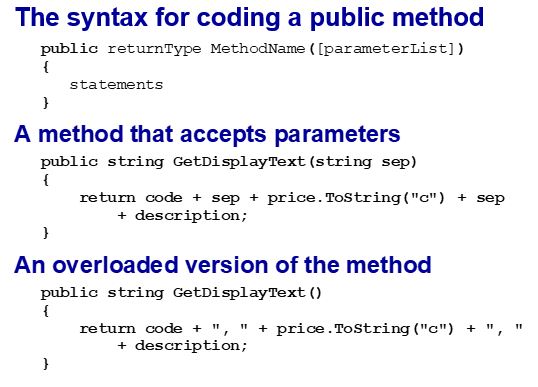 The syntax for coding a public method
public returnType MethodName([parameterList])
{
statements
}
A method that accepts parameters
public string GetDisplayText(string sep)
{
return code + sep + price.ToString("c") + sep
+ description;
}
An overloaded version of the method
public string GetDisplayText()
{
return code + ", " + price.ToString("c") + ", "
+ description;
}